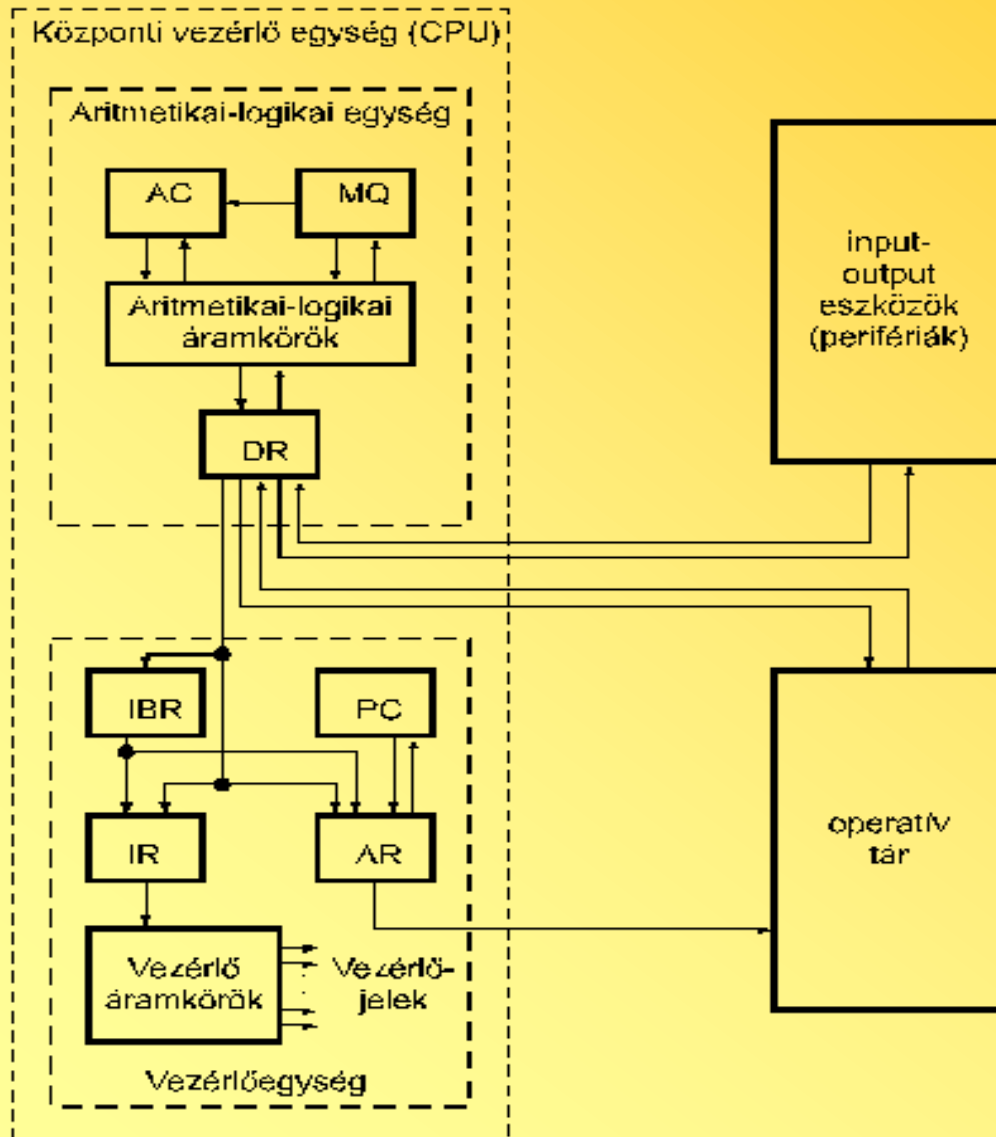 Központi vezérlő egység (CPU)
Aritmetikai-logikai egység
AC
MQ
Aritmetikai-logikai
áramkörök
DR
input-
output
eszközök
(perifériák)
IBR
PC
IR
AR
operatív
tár
Vezérlő
áramkörök
Vezérlő-
jelek
Vezérlőegység